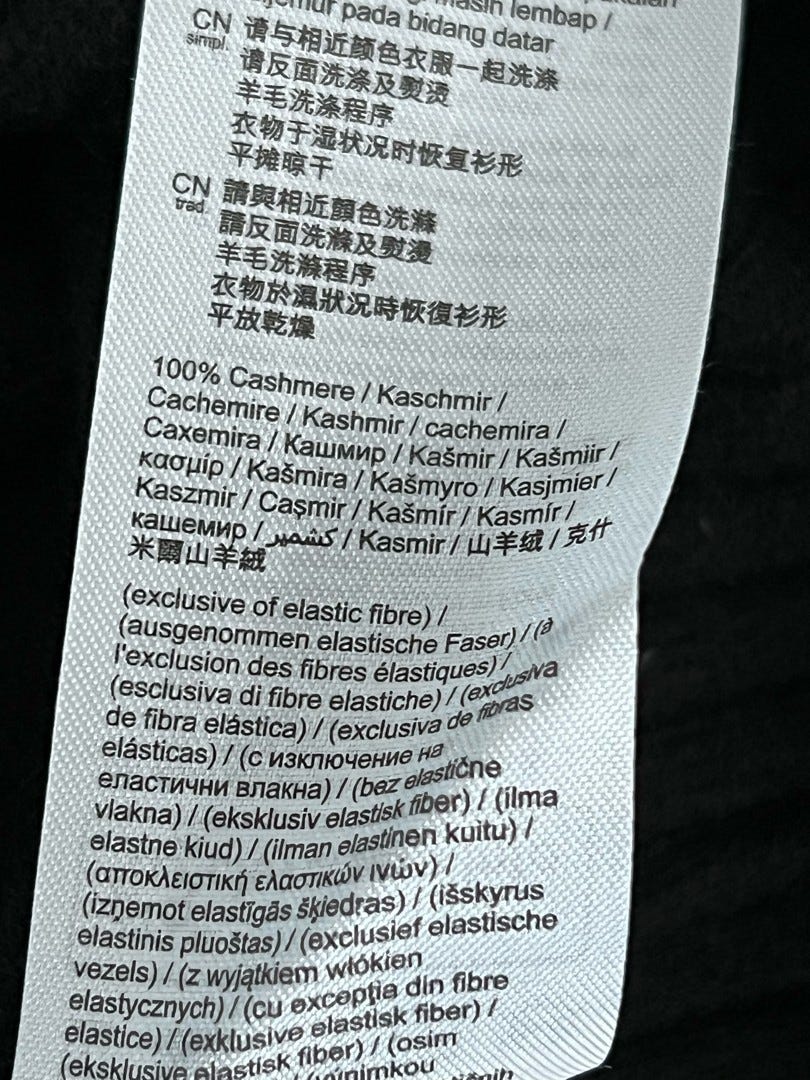 lembap /
pada bidang datar
CN simpl. 请与相近颜色衣服一起洗涤
请反面洗涤及熨烫
羊毛洗涤程序
衣物于湿状况时恢复衫形
平摊晾干
CN trad. 請與相近顏色洗滌
請反面洗滌及熨燙
羊毛洗滌程序
衣物於濕狀況時恢復衫形
平放乾燥
100% Cashmere / Kaschmir /
Cachemire / Kashmir / cachemira /
Caxemira / Кашмир / Kašmir / Kašmiir /
κασμίρ / Kašmira / Kašmyro / Kasjmier /
Kaszmir / Cașmir / Kašmír / Kasmír /
кашемир / كشمير / Kasmir / 山羊绒 / 克什
米爾山羊絨
(exclusive of elastic fibre) /
(ausgenommen elastische Faser) / (à
l'exclusion des fibres élastiques) /
(esclusiva di fibre elastiche) / (exclusiva
de fibra elástica) / (exclusiva de fibras
elásticas) / (с изключение на
еластични влакна) / (bez elastične
vlakna) / (eksklusiv elastisk fiber) / (ilma
elastne kiud) / (ilman elastinen kuitu) /
(αποκλειστική ελαστικών ινών) /
(izņemot elastīgās šķiedras) / (išskyrus
elastinis pluoštas) / (exclusief elastische
vezels) / (z wyjątkiem włókien
elastycznych) / (cu excepția din fibre
elastice) / (exklusive elastisk fiber) /
(eksklusive elastisk fiber) / (osim